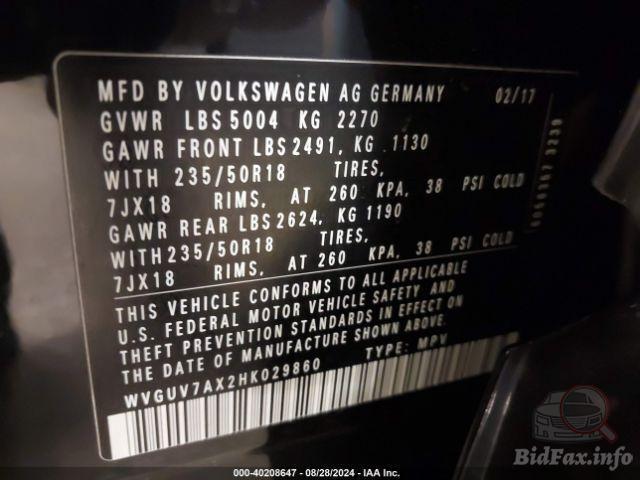 MFD BY VOLKSWAGEN AG GERMANY 02/17
GVWR LBS 5004 KG 2270
GAWR FRONT LBS 2491, KG 1130
WITH 235/50R18 TIRES,
7JX18 RIMS, AT 260 KPA, 38 PSI COLD
GAWR REAR LBS 2624, KG 1190
WITH 235/50R18 TIRES,
7JX18 RIMS, AT 260 KPA, 38 PSI COLD
THIS VEHICLE CONFORMS TO ALL APPLICABLE
U.S. FEDERAL MOTOR VEHICLE SAFETY AND
THEFT PREVENTION STANDARDS IN EFFECT ON
THE DATE OF MANUFACTURE SHOWN ABOVE.
WVGUV7AX2HK029860 TYPE: MPV
3239
000-40208647 - 08/28/2024 - IAA Inc.
BidFax.info